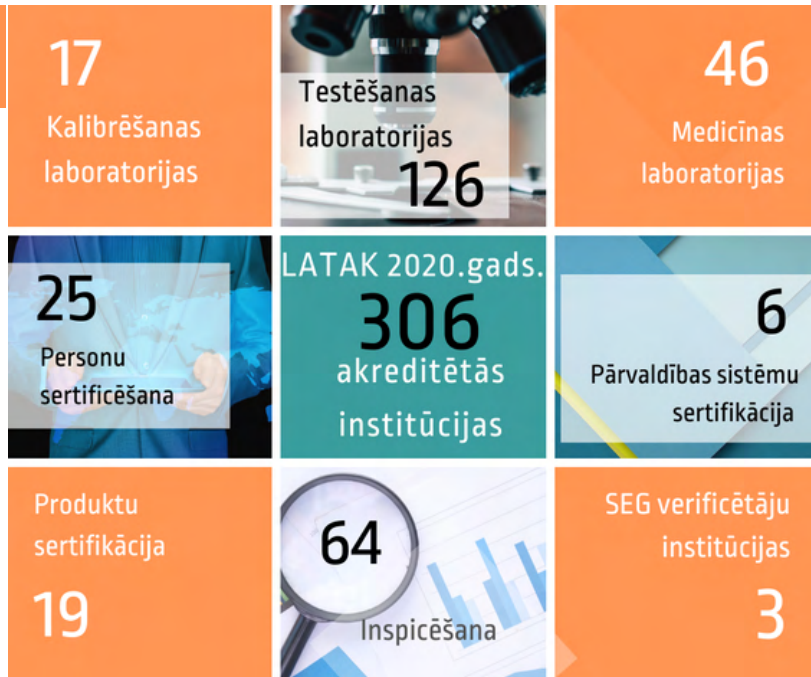 17
Kalibrēšanas
laboratorijas
Testēšanas
laboratorijas
126
46
Medicīnas
laboratorijas
25
Personu
sertificēšana
LATAK 2020.gads.
306
akreditētās
institūcijas
6
Pārvaldības sistēmu
sertifikācija
Produktu
sertifikācija
19
64
Inspicēšana
SEG verificētāju
institūcijas
3